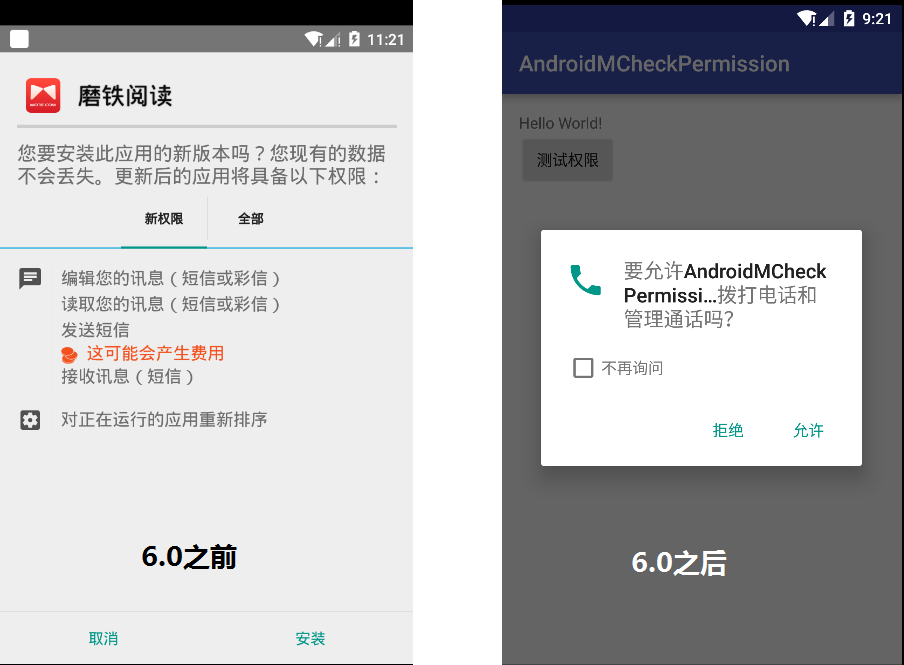 11:21
磨铁阅读
您要安装此应用的新版本吗？您现有的数据
不会丢失。更新后的应用将具备以下权限：
新权限
全部
编辑您的讯息（短信或彩信）
读取您的讯息（短信或彩信）
发送短信
这可能会产生费用
接收讯息（短信）
对正在运行的应用重新排序
6.0之前
取消
安装
9:21
AndroidMCheckPermission
Hello World!
测试权限
要允许AndroidMCheck
Permissi...拨打电话和
管理通话吗？
不再询问
拒绝
允许
6.0之后